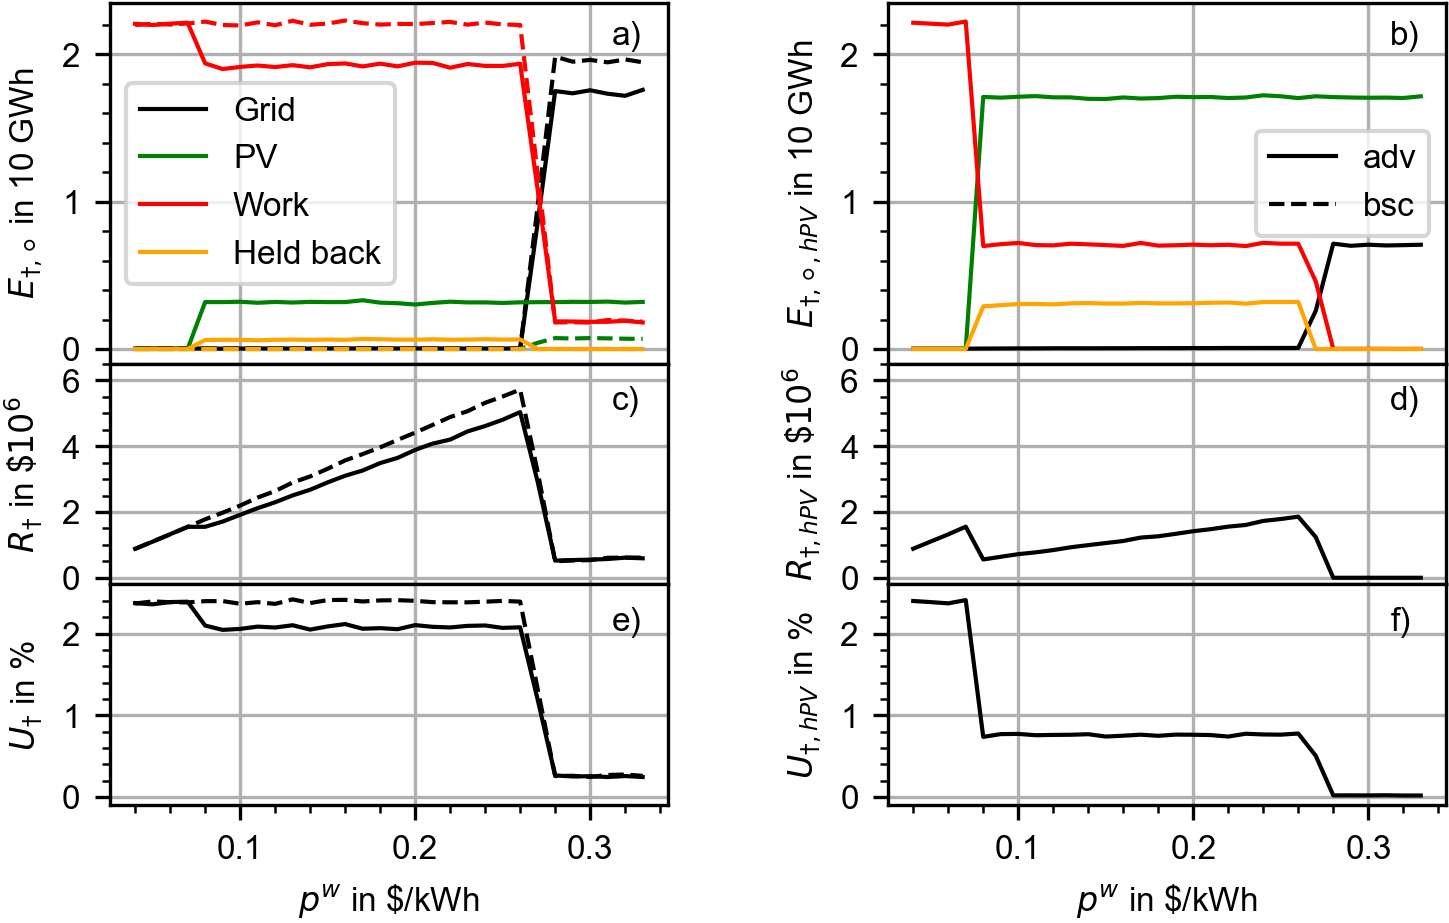 a)
2
1
0
E†,∘ in 10 GWh
Grid
PV
Work
Held back
b)
2
1
0
E†,∘,hPV in 10 GWh
adv
bsc
c)
6
4
2
0
R† in $10⁶
d)
6
4
2
0
R†,hPV in $10⁶
e)
2
1
0
U† in %
0.1 0.2 0.3
pʷ in $/kWh
f)
2
1
0
U†,hPV in %
0.1 0.2 0.3
pʷ in $/kWh